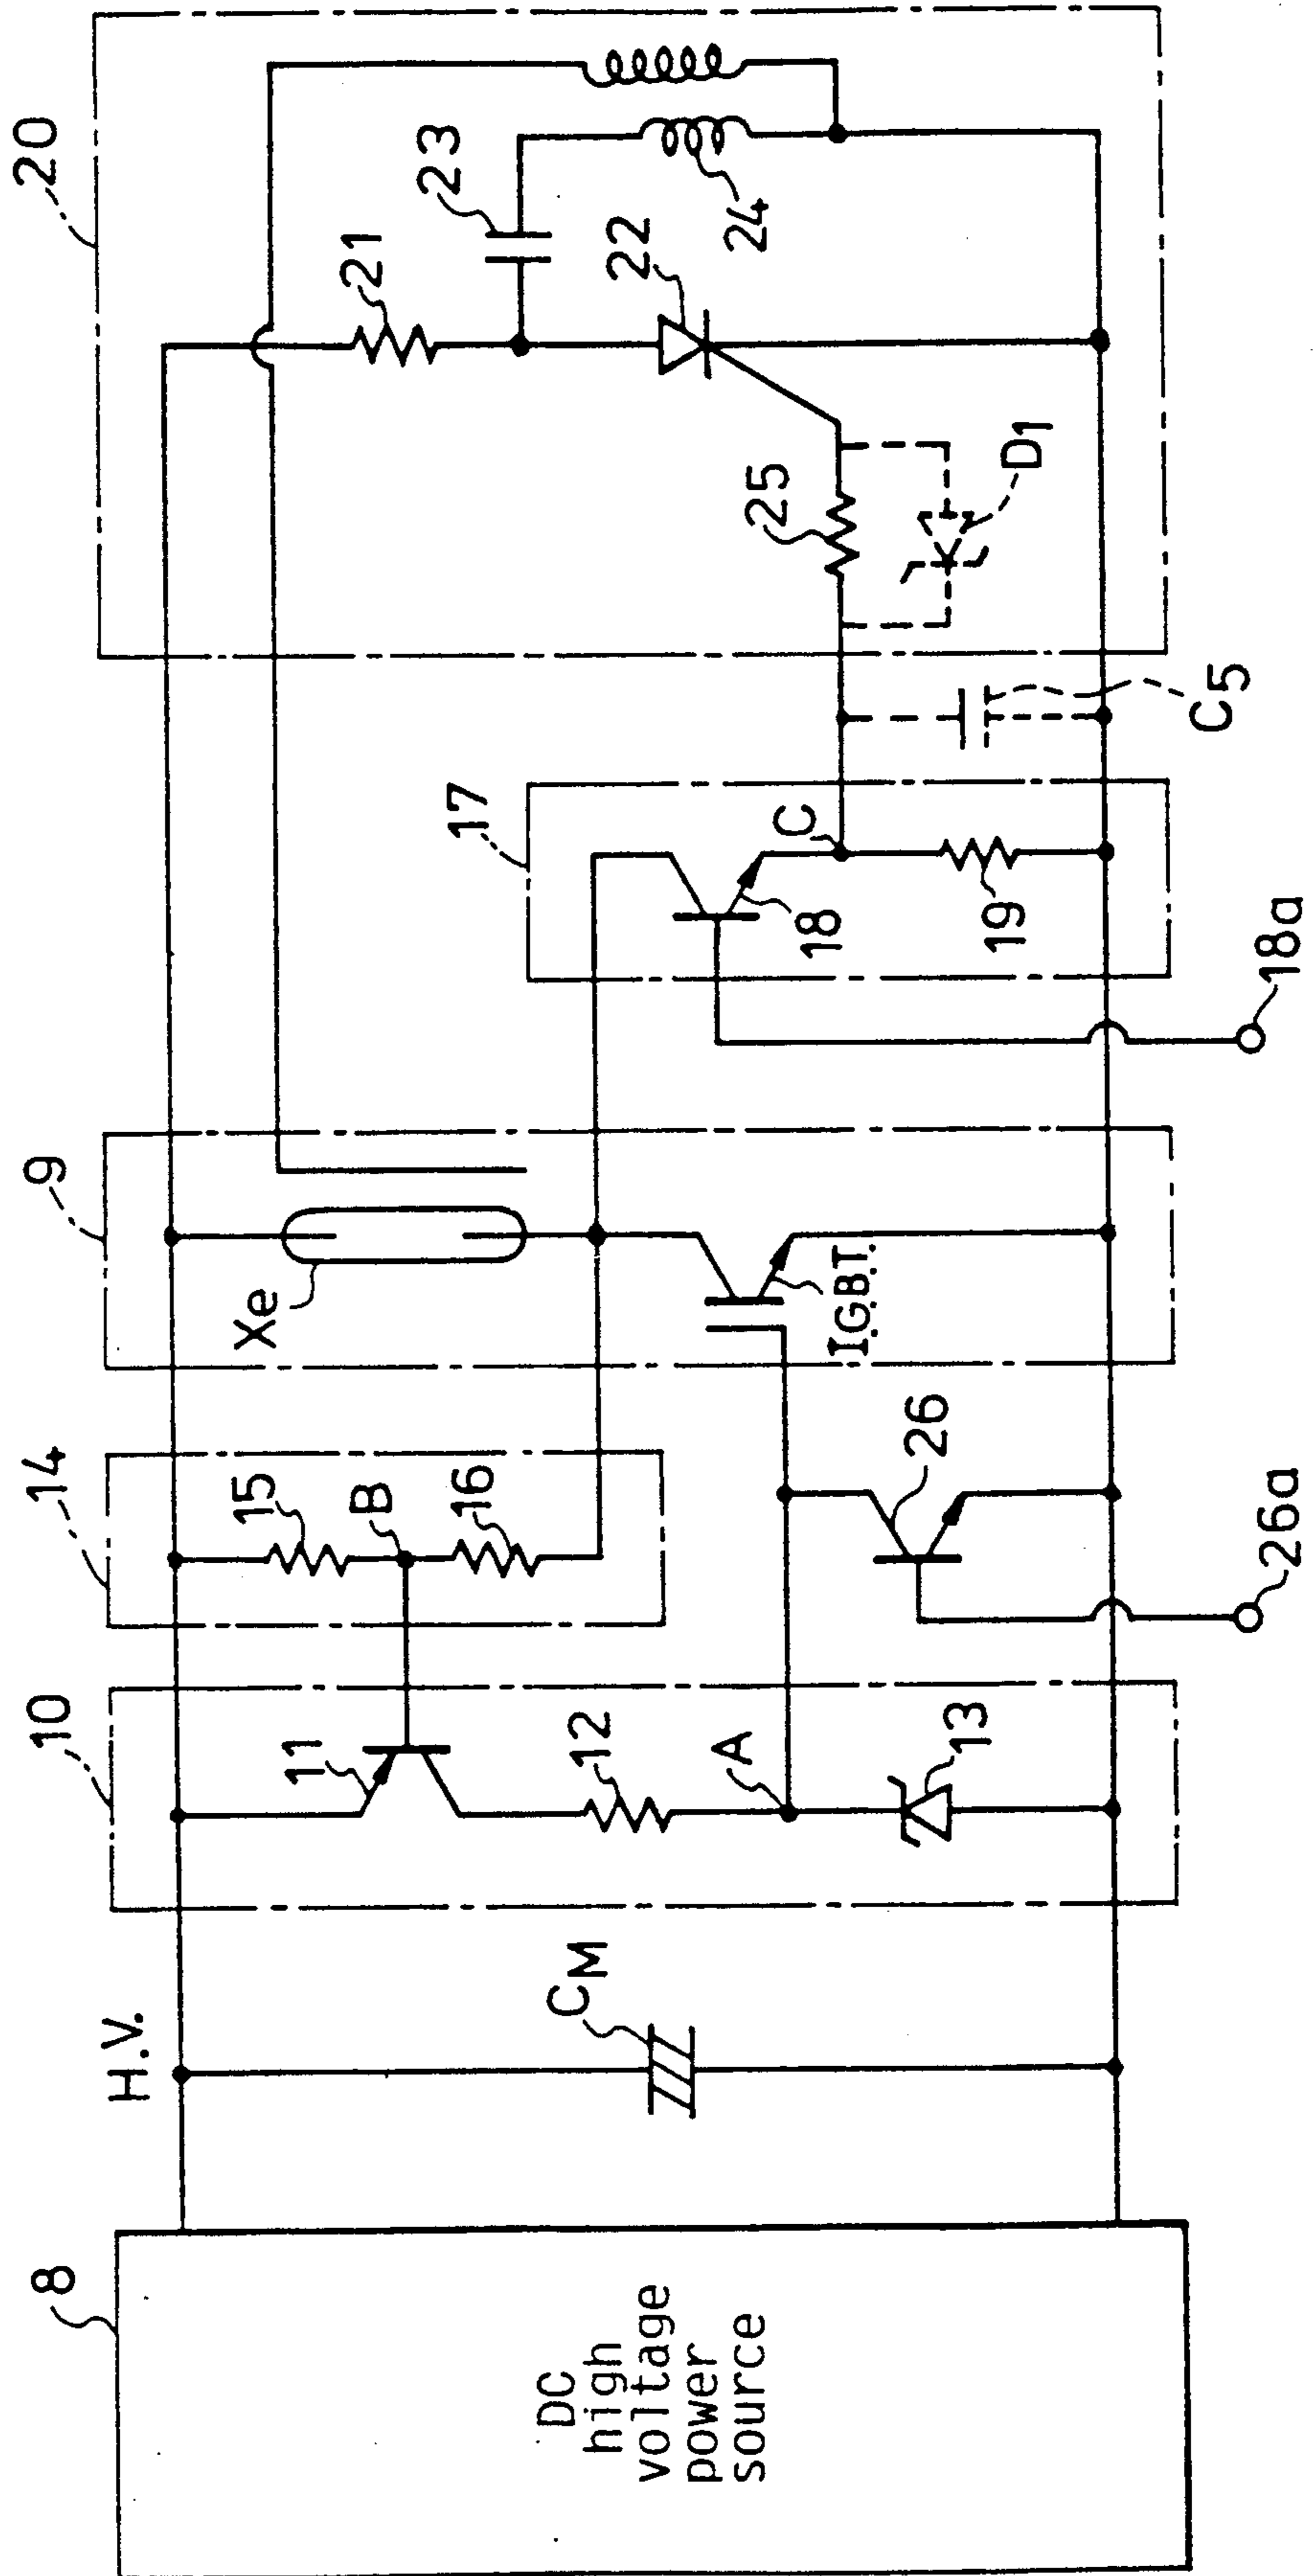 8
DC
high
voltage
power
source
H.V.
CM
10
11
12
A
13
14
15
B
16
26
26a
9
Xe
I.G.B.T.
17
18
C
19
18a
C5
20
21
23
22
24
25
D1